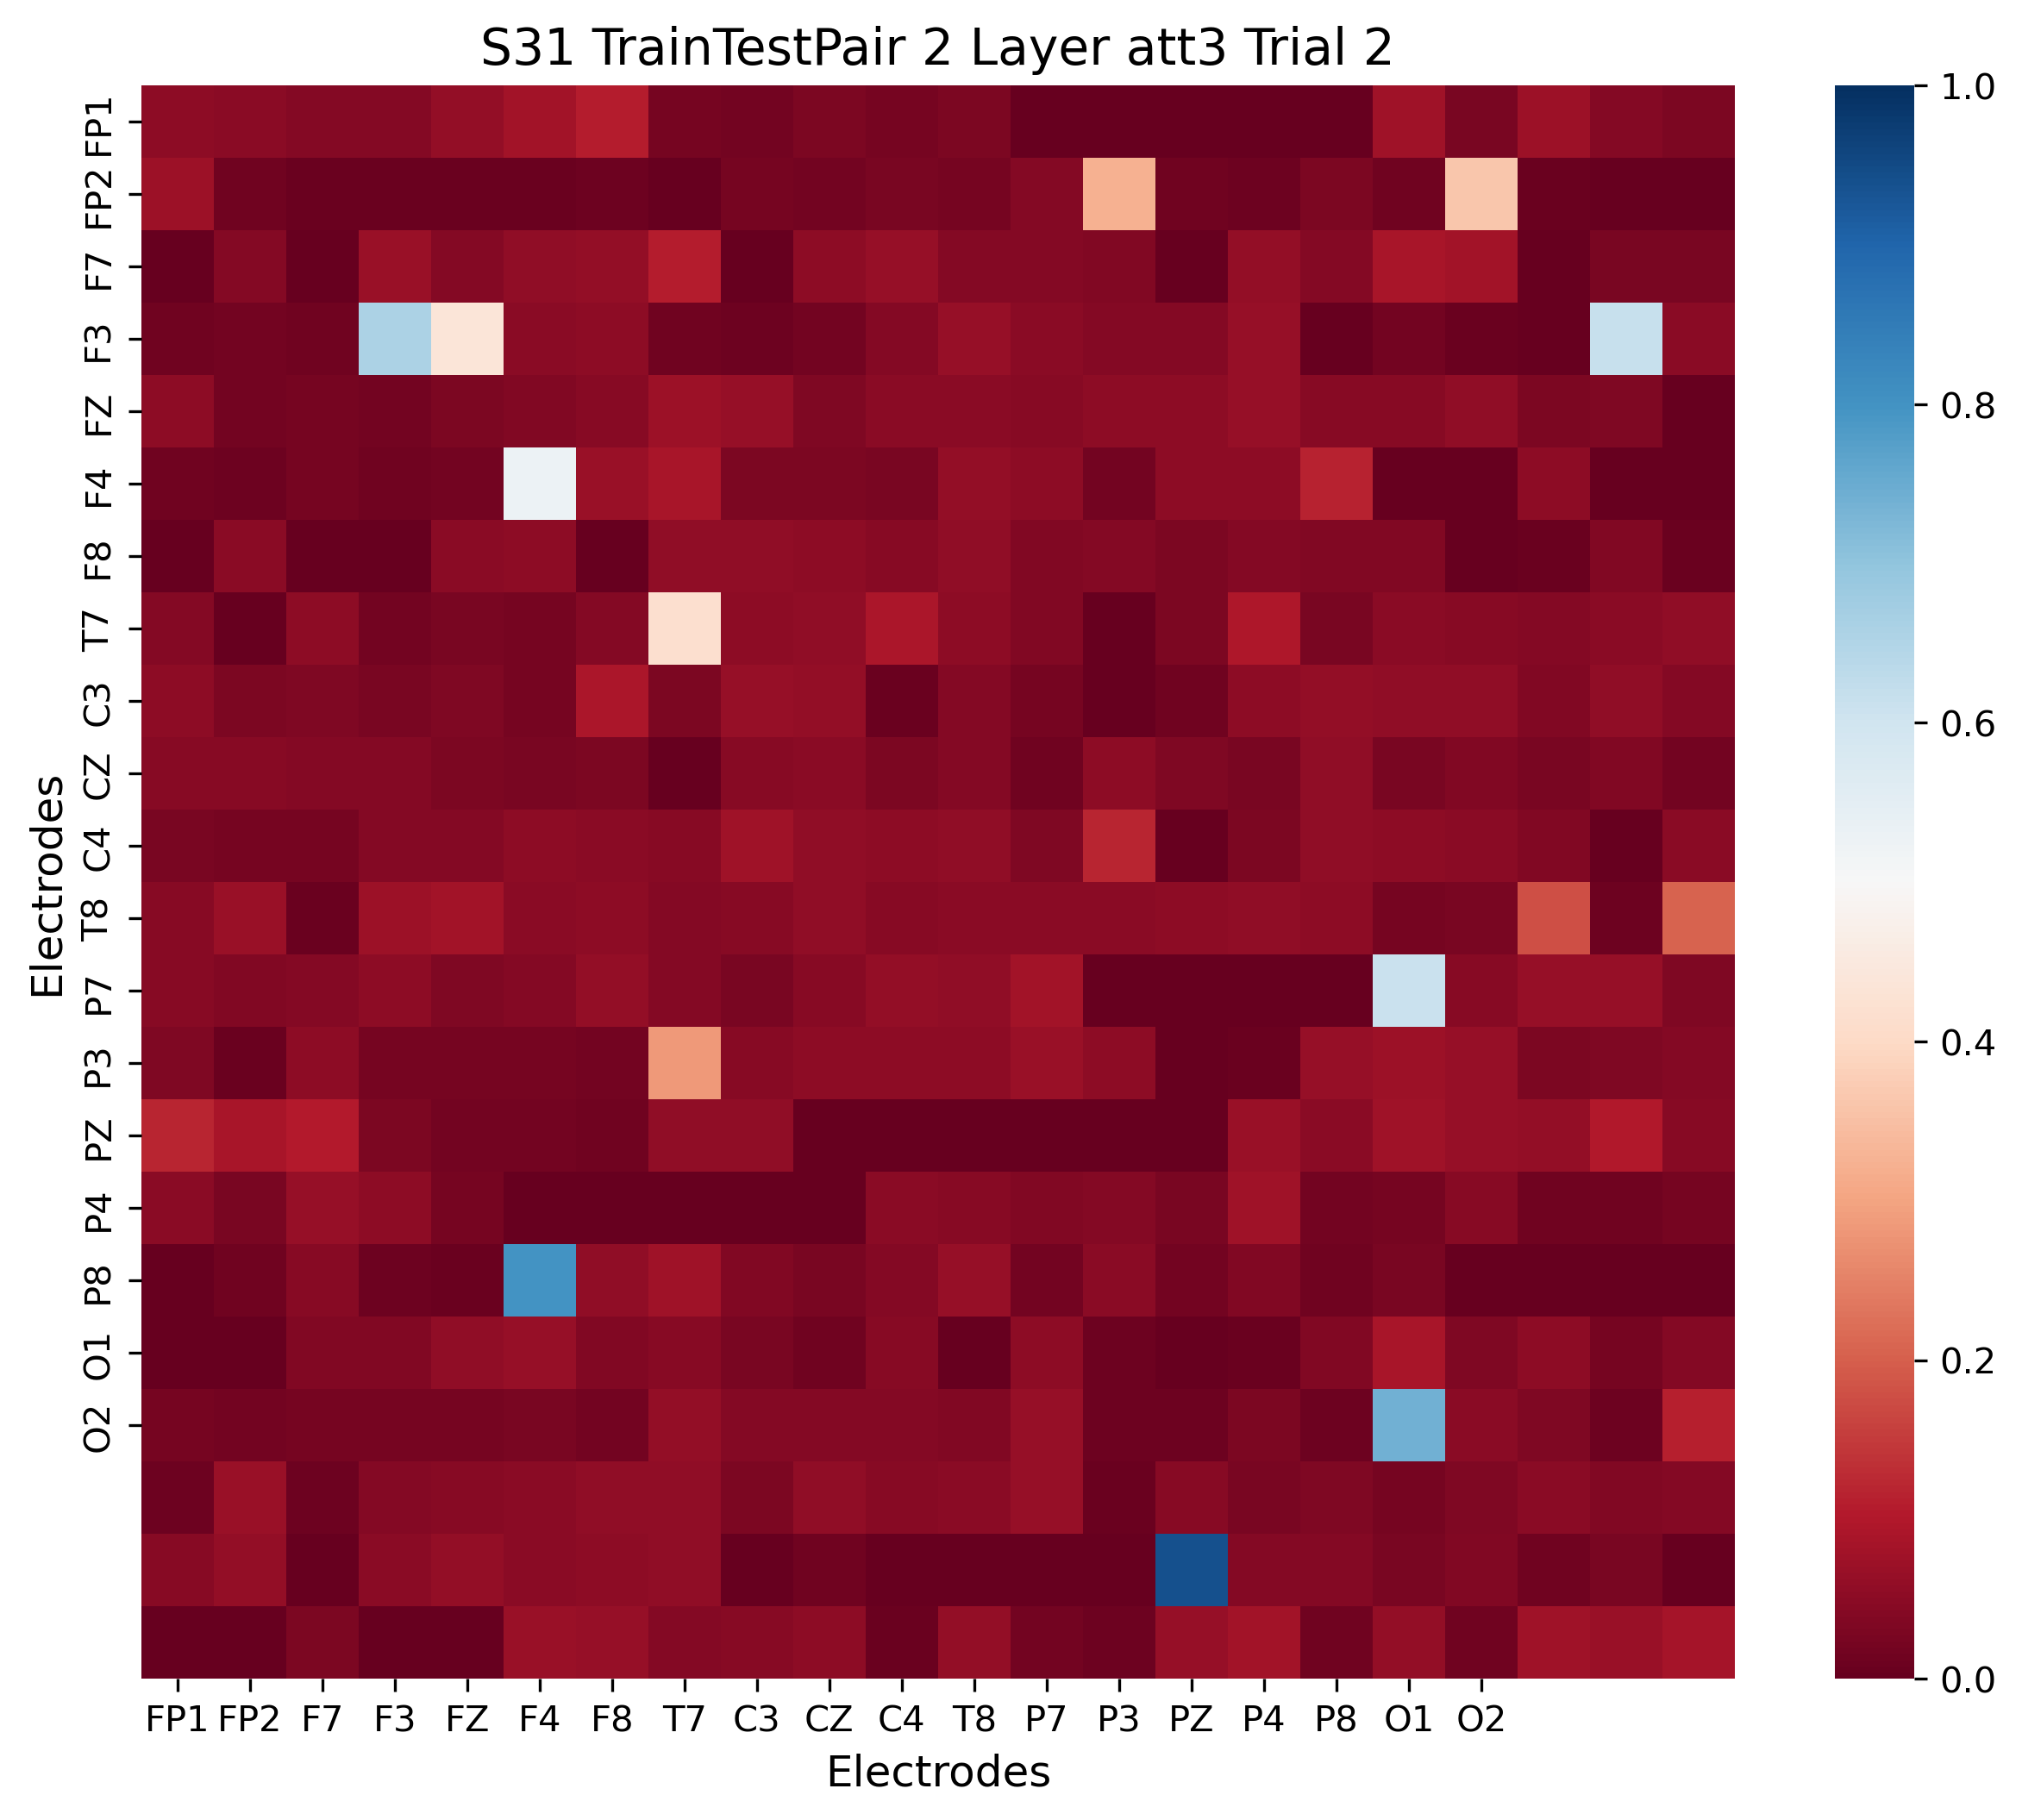 S31 TrainTestPair 2 Layer att3 Trial 2
Electrodes
FP1
FP2
F7
F3
FZ
F4
F8
T7
C3
CZ
C4
T8
P7
P3
PZ
P4
P8
O1
O2
FP1 FP2 F7 F3 FZ F4 F8 T7 C3 CZ C4 T8 P7 P3 PZ P4 P8 O1 O2
Electrodes
1.0
0.8
0.6
0.4
0.2
0.0